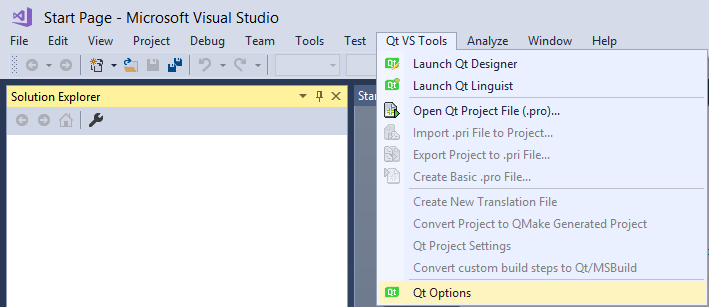 Start Page - Microsoft Visual Studio
File Edit View Project Debug Team Tools Test Qt VS Tools Analyze Window Help
Solution Explorer
Star
Qt Launch Qt Designer
Qt Launch Qt Linguist
Open Qt Project File (.pro)...
Import .pri File to Project...
Export Project to .pri File...
Create Basic .pro File...
Create New Translation File
Convert Project to QMake Generated Project
Qt Project Settings
Convert custom build steps to Qt/MSBuild
Qt Qt Options